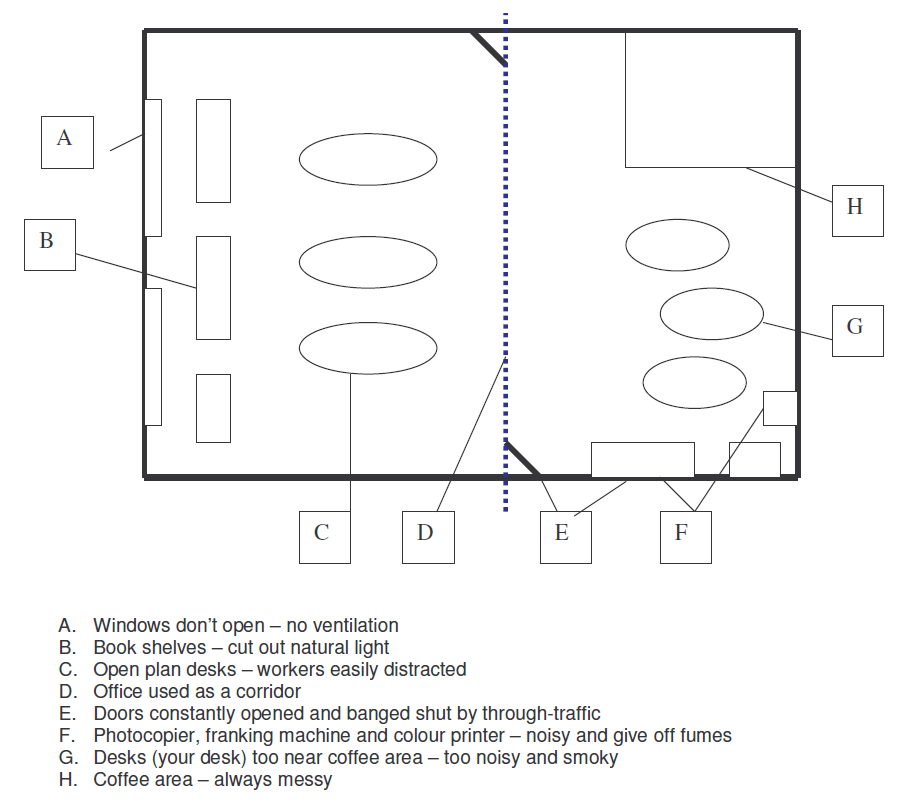 A
B
H
G
C
D
E
F
A. Windows don't open – no ventilation
B. Book shelves – cut out natural light
C. Open plan desks – workers easily distracted
D. Office used as a corridor
E. Doors constantly opened and banged shut by through-traffic
F. Photocopier, franking machine and colour printer – noisy and give off fumes
G. Desks (your desk) too near coffee area – too noisy and smoky
H. Coffee area – always messy